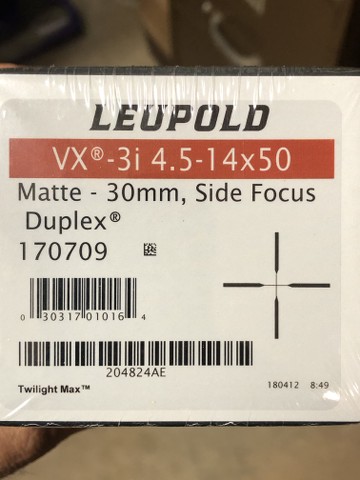 LEUPOLD
VX®-3i 4.5-14x50
Matte - 30mm, Side Focus
Duplex®
170709
0 30317 01016 4
204824AE
Twilight Max™
180412 8:49